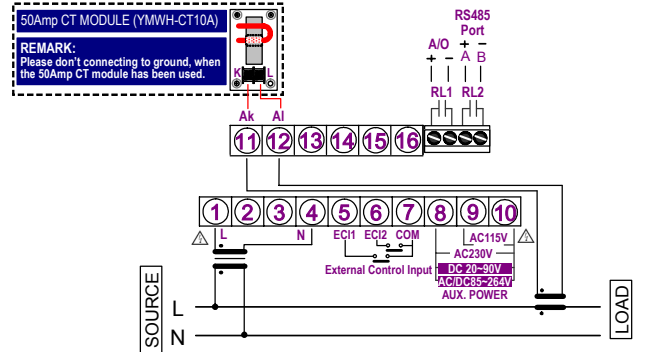 50Amp CT MODULE (YMWH-CT10A)
REMARK:
Please don't connecting to ground, when
the 50Amp CT module has been used.
K L
Ak Al
RS485
Port
A/O + −
+ − A B
RL1 RL2
11 12 13 14 15 16
1 2 3 4 5 6 7 8 9 10
L N ECI1 ECI2 COM
AC115V
AC230V
External Control Input
DC 20~90V
AC/DC85~264V
AUX. POWER
SOURCE
L
N
LOAD